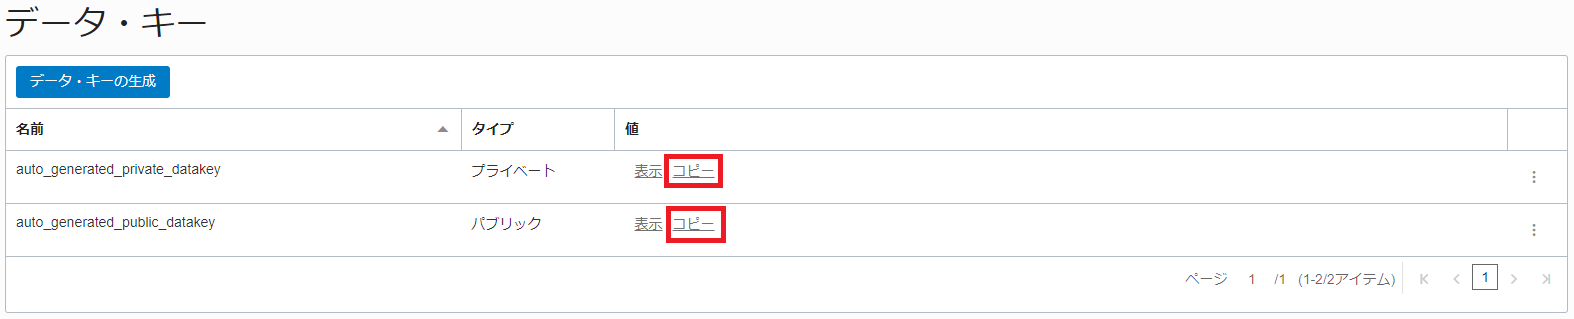 データ・キー
データ・キーの生成
名前 タイプ 値
auto_generated_private_datakey プライベート 表示 コピー
auto_generated_public_datakey パブリック 表示 コピー
ページ 1 /1 (1-2/2アイテム) 1